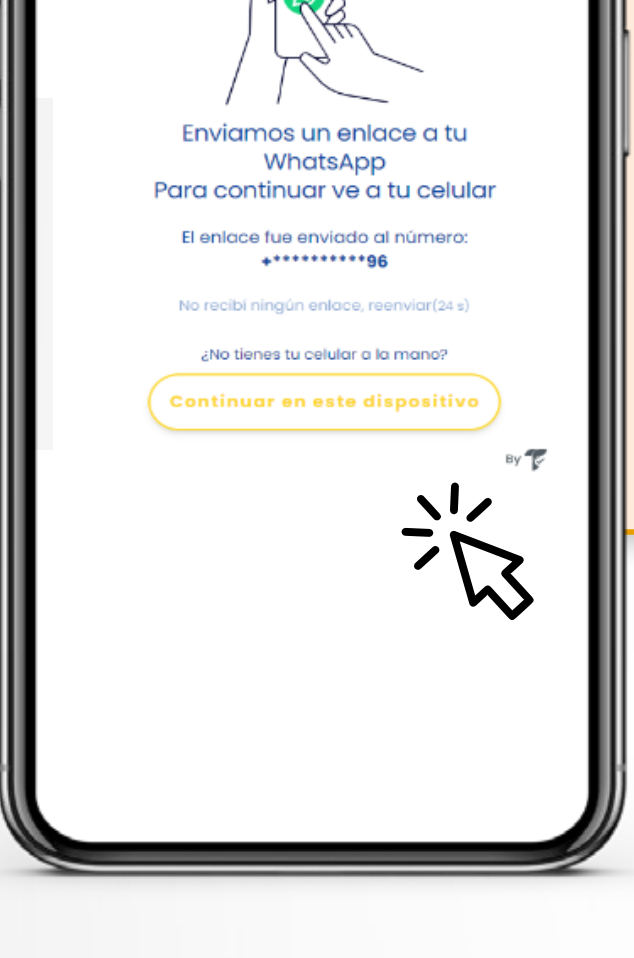 Enviamos un enlace a tu
WhatsApp
Para continuar ve a tu celular
El enlace fue enviado al número:
+**********96
No recibí ningún enlace, reenviar(24 s)
¿No tienes tu celular a la mano?
Continuar en este dispositivo
By